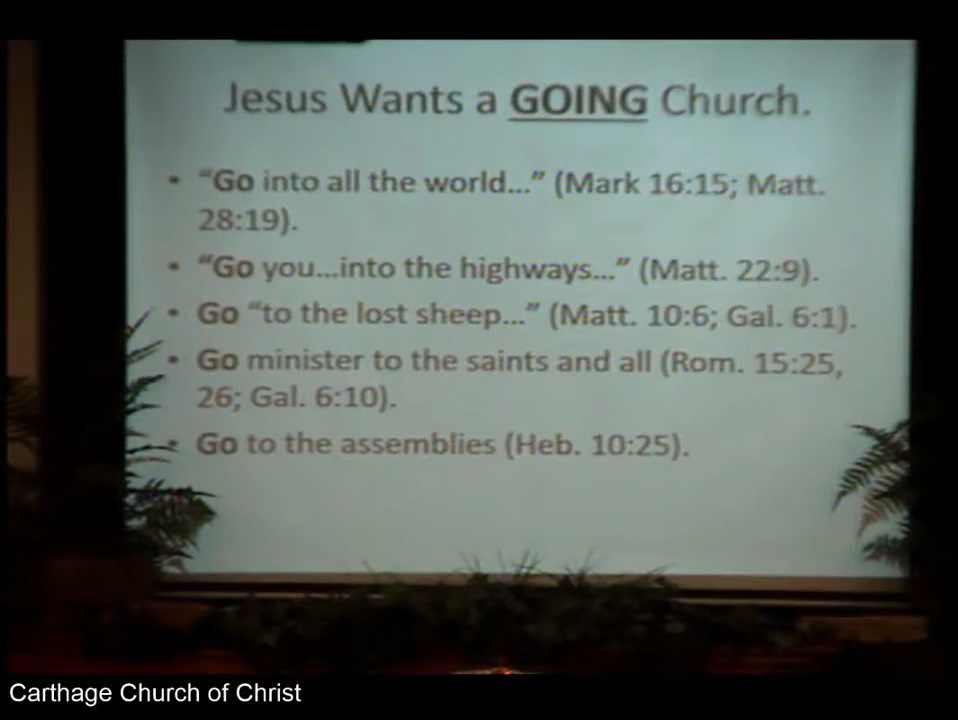 Jesus Wants a GOING Church.
• “Go into all the world…” (Mark 16:15; Matt.
28:19).
• “Go you…into the highways…” (Matt. 22:9).
• Go “to the lost sheep…” (Matt. 10:6; Gal. 6:1).
• Go minister to the saints and all (Rom. 15:25,
26; Gal. 6:10).
• Go to the assemblies (Heb. 10:25).
Carthage Church of Christ